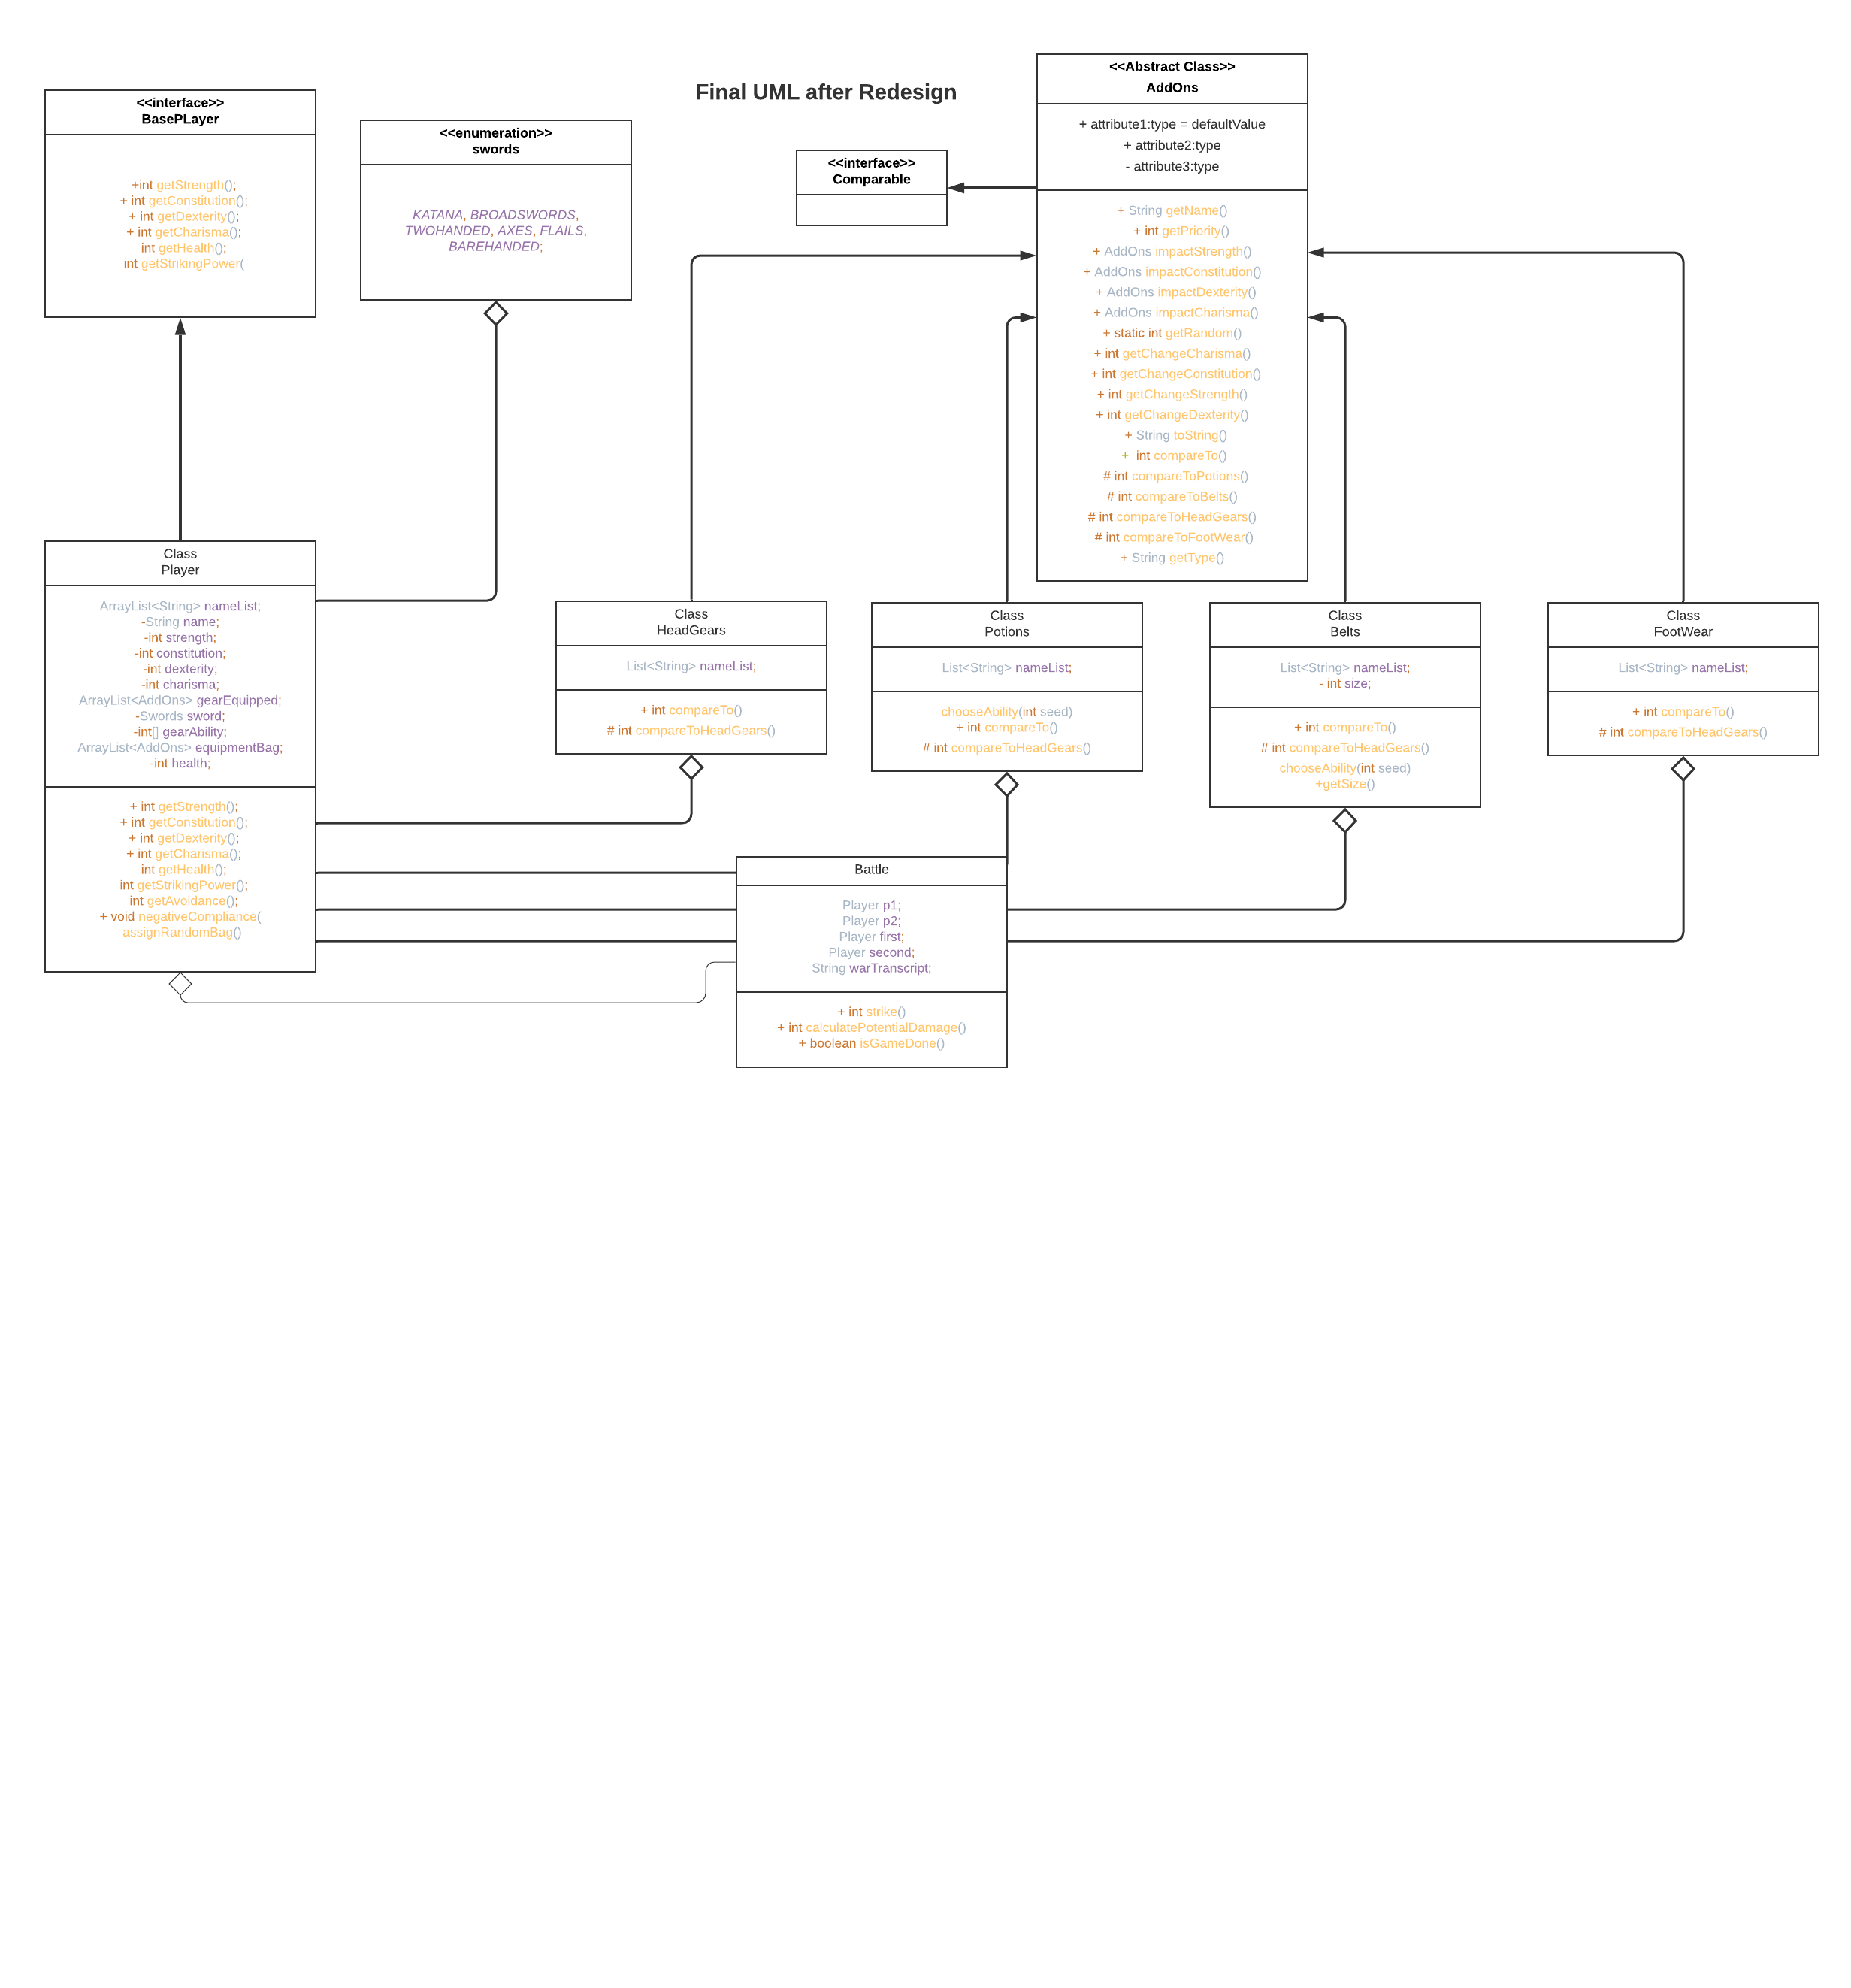 Final UML after Redesign
<<interface>>
BasePLayer
+int getStrength();
+ int getConstitution();
+ int getDexterity();
+ int getCharisma();
int getHealth();
int getStrikingPower(
<<enumeration>>
swords
KATANA, BROADSWORDS,
TWOHANDED, AXES, FLAILS,
BAREHANDED;
<<interface>>
Comparable
<<Abstract Class>>
AddOns
+ attribute1:type = defaultValue
+ attribute2:type
- attribute3:type
+ String getName()
+ int getPriority()
+ AddOns impactStrength()
+ AddOns impactConstitution()
+ AddOns impactDexterity()
+ AddOns impactCharisma()
+ static int getRandom()
+ int getChangeCharisma()
+ int getChangeConstitution()
+ int getChangeStrength()
+ int getChangeDexterity()
+ String toString()
+ int compareTo()
# int compareToPotions()
# int compareToBelts()
# int compareToHeadGears()
# int compareToFootWear()
+ String getType()
Class
Player
ArrayList<String> nameList;
-String name;
-int strength;
-int constitution;
-int dexterity;
-int charisma;
ArrayList<AddOns> gearEquipped;
-Swords sword;
-int[] gearAbility;
ArrayList<AddOns> equipmentBag;
-int health;
+ int getStrength();
+ int getConstitution();
+ int getDexterity();
+ int getCharisma();
int getHealth();
int getStrikingPower();
int getAvoidance();
+ void negativeCompliance(
assignRandomBag()
Class
HeadGears
List<String> nameList;
+ int compareTo()
# int compareToHeadGears()
Class
Potions
List<String> nameList;
chooseAbility(int seed)
+ int compareTo()
# int compareToHeadGears()
Class
Belts
List<String> nameList;
- int size;
+ int compareTo()
# int compareToHeadGears()
chooseAbility(int seed)
+getSize()
Class
FootWear
List<String> nameList;
+ int compareTo()
# int compareToHeadGears()
Battle
Player p1;
Player p2;
Player first;
Player second;
String warTranscript;
+ int strike()
+ int calculatePotentialDamage()
+ boolean isGameDone()